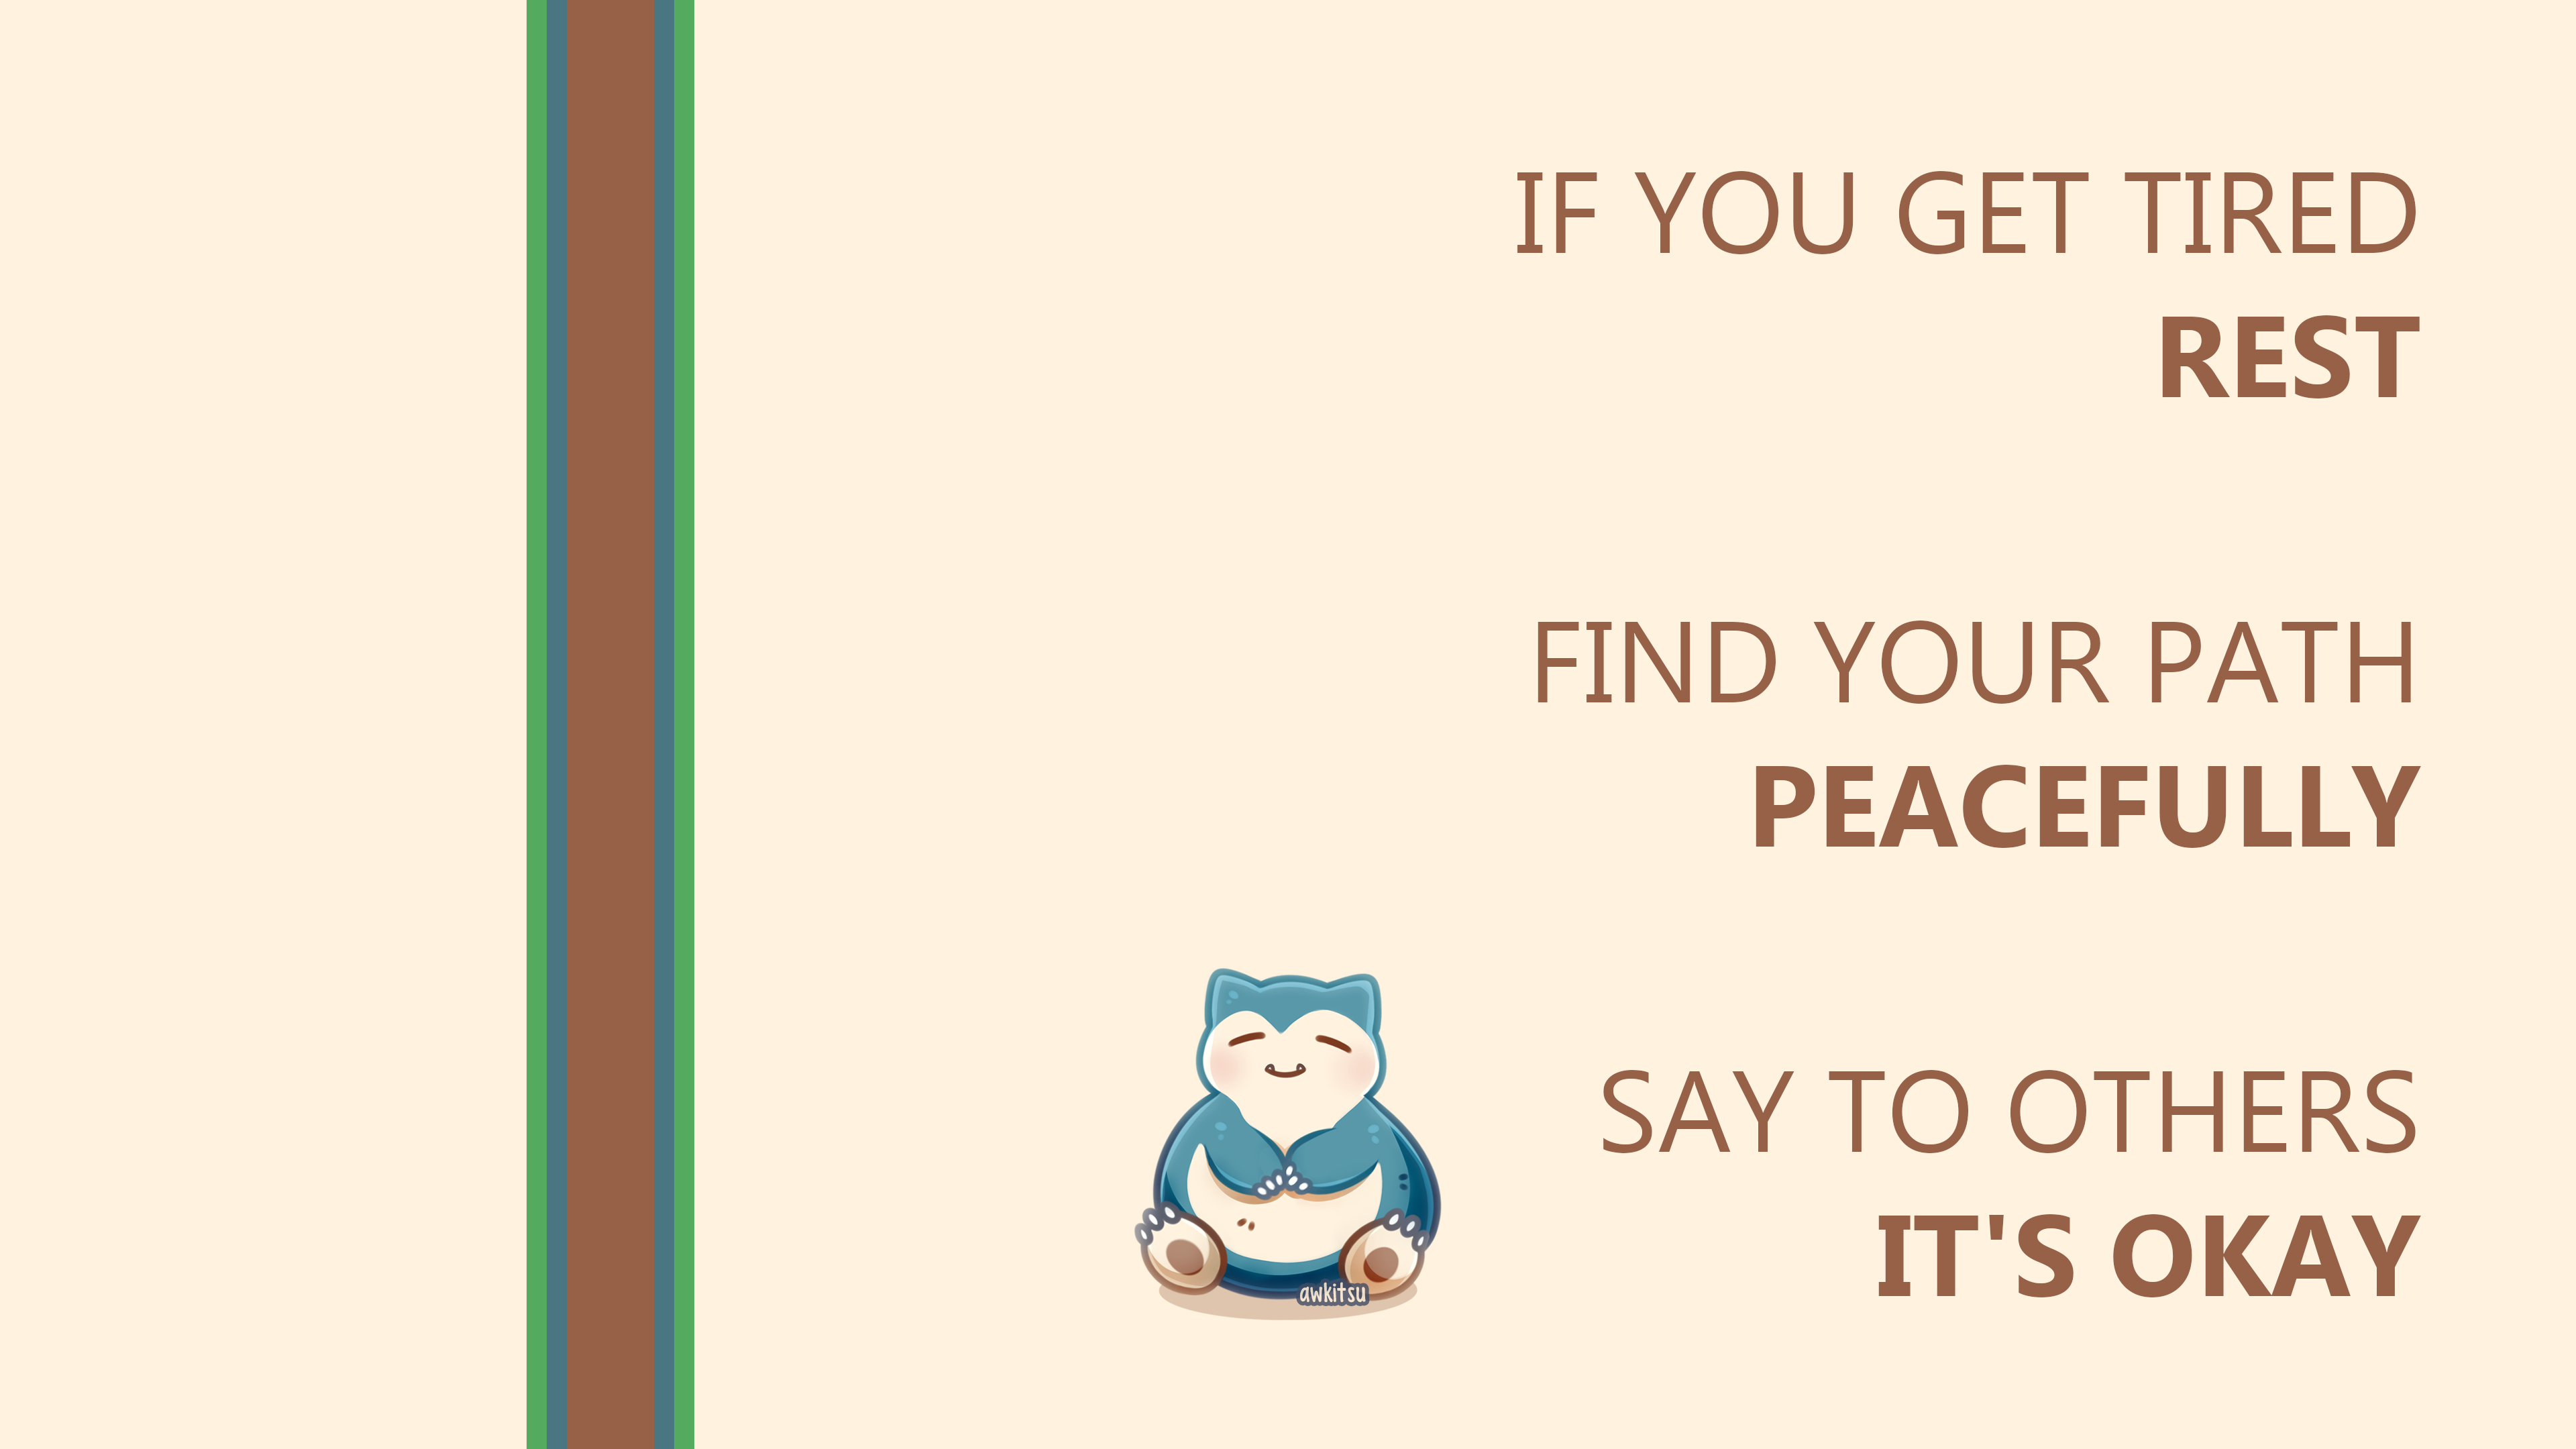 IF YOU GET TIRED
REST
FIND YOUR PATH
PEACEFULLY
SAY TO OTHERS
IT'S OKAY
awkitsu